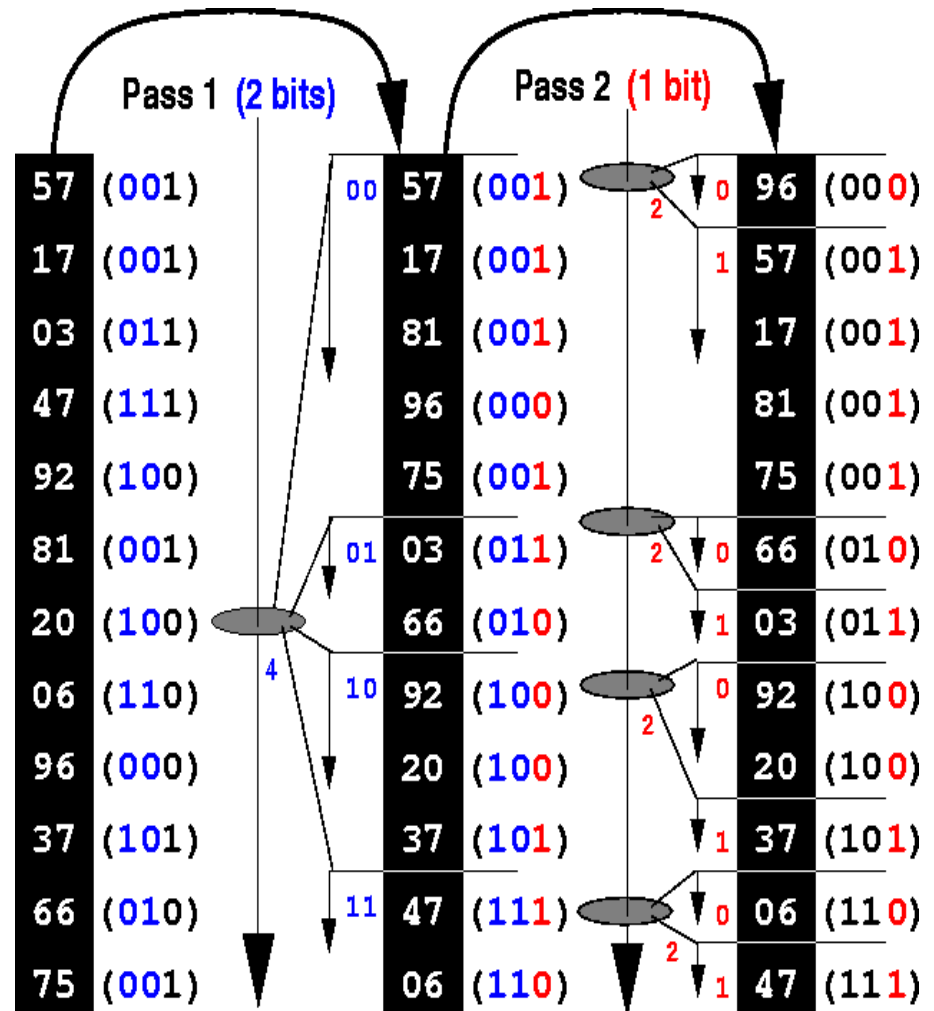 Pass 1 (2 bits) Pass 2 (1 bit)
57 (001) 00 57 (001) 2 0 96 (000)
17 (001) 17 (001) 1 57 (001)
03 (011) 81 (001) 17 (001)
47 (111) 96 (000) 81 (001)
92 (100) 75 (001) 75 (001)
81 (001) 01 03 (011) 2 0 66 (010)
20 (100) 66 (010) 1 03 (011)
06 (110) 4 10 92 (100) 2 0 92 (100)
96 (000) 20 (100) 20 (100)
37 (101) 37 (101) 1 37 (101)
66 (010) 11 47 (111) 2 0 06 (110)
75 (001) 06 (110) 1 47 (111)